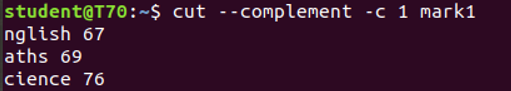 student@T70:~$ cut --complement -c 1 mark1
nglish 67
aths 69
cience 76